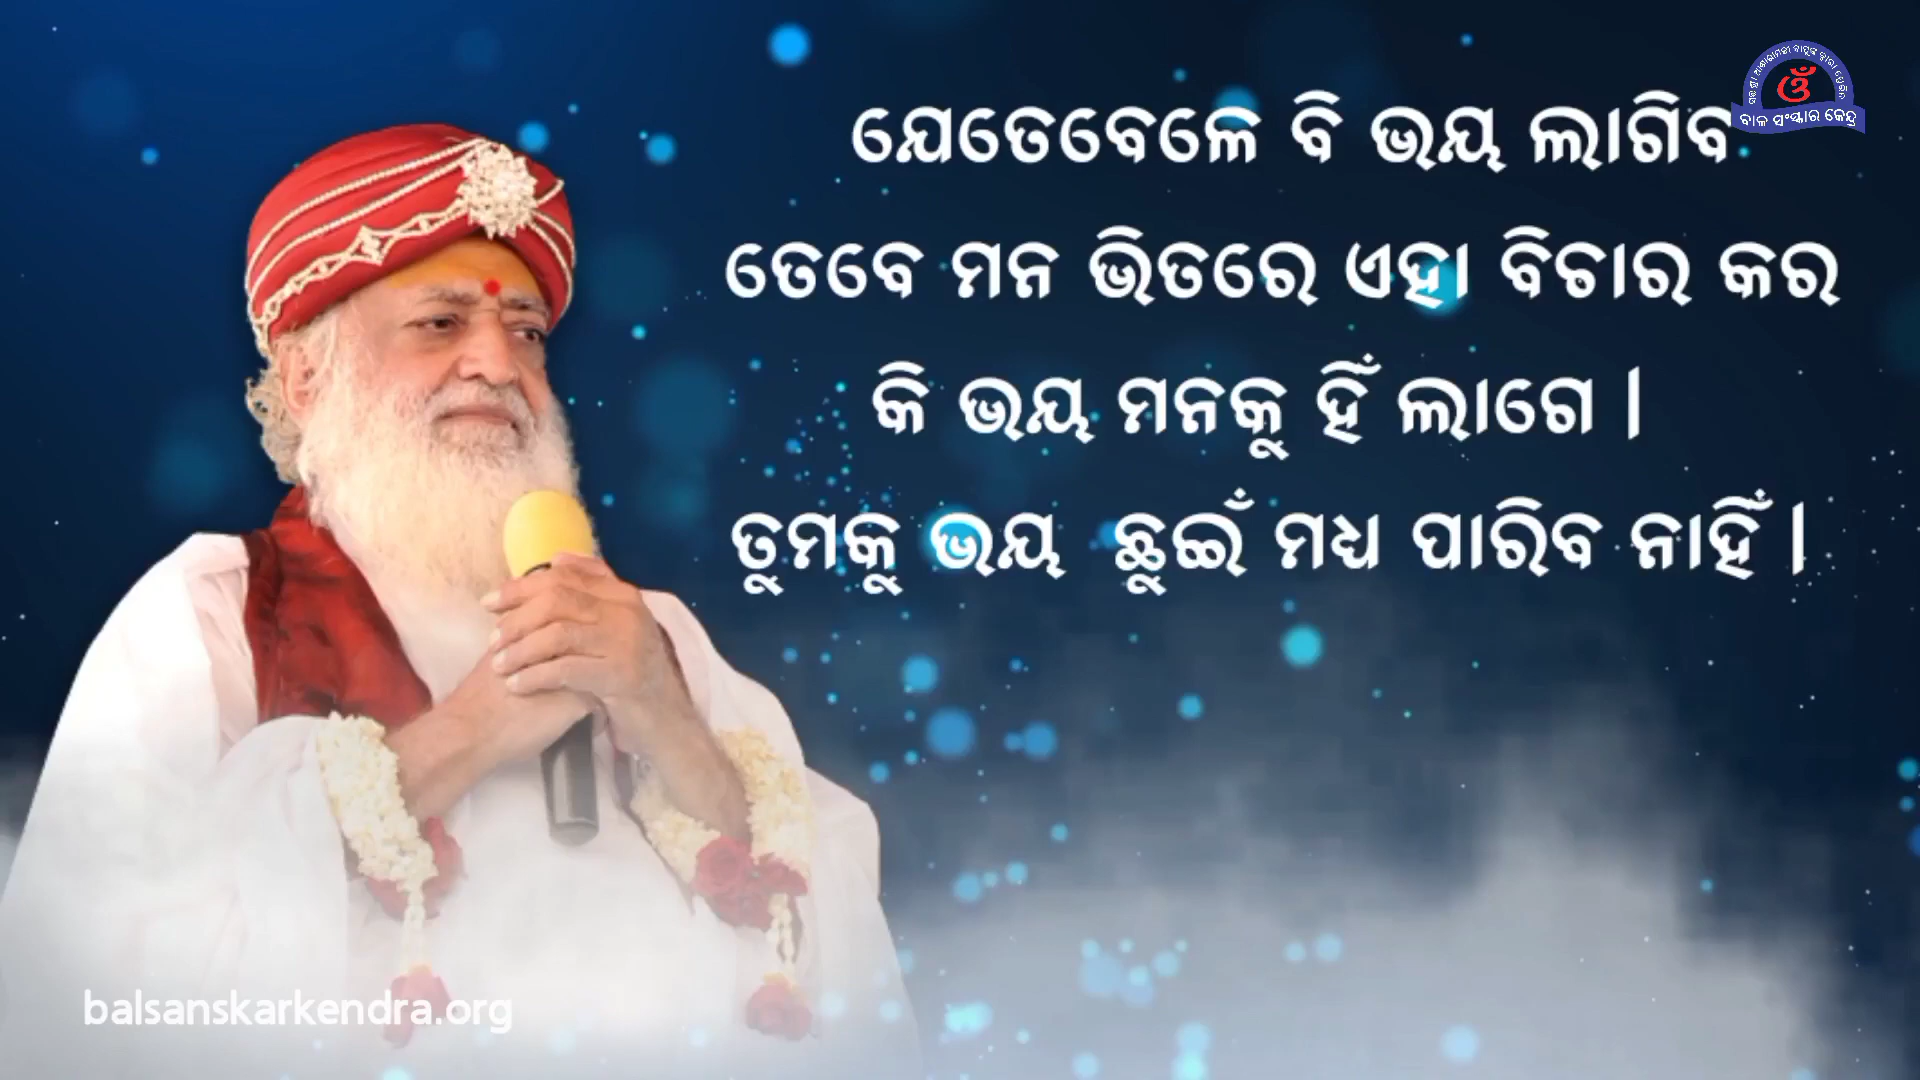 ଯେତେବେଳେ ବି ଭୟ ଲାଗିବ
ତେବେ ମନ ଭିତରେ ଏହା ବିଚାର କର
କି ଭୟ ମନକୁ ହିଁ ଲାଗେ |
ତୁମକୁ ଭୟ ଛୁଇଁ ମଧ୍ୟ ପାରିବ ନାହିଁ |
ଓଁ
ବାଳ ସଂସ୍କାର କେନ୍ଦ୍ର
balsanskarkendra.org